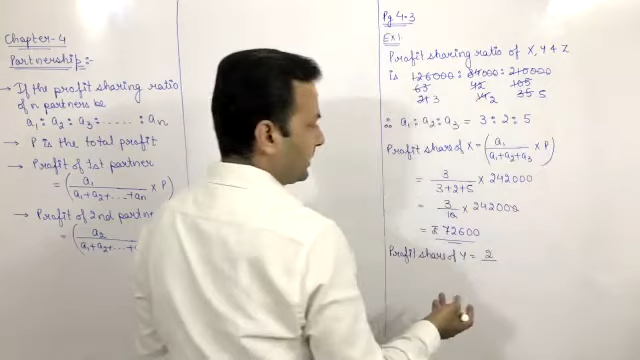 Chapter-4
Partnership:-
→ If the profit sharing ratio
of n partners be
a₁ : a₂ : a₃ : ..... : aₙ
→ P is the total profit
→ Profit of 1st partner
= (a₁ / (a₁+a₂+...+aₙ) × P)
→ Profit of 2nd partn
= (a₂ / (a₁+a₂+...+
Pg 4.3
Ex 1.
Profit sharing ratio of X, Y & Z
is 126000 : 84000 : 210000
63 42 105
21 3 14 2 35 5
∴ a₁ : a₂ : a₃ = 3 : 2 : 5
Profit share of X = (a₁ / (a₁+a₂+a₃) × P)
= 3 / (3+2+5) × 242000
= 3/10 × 242000
= ₹ 72600
Profit share of Y = 2